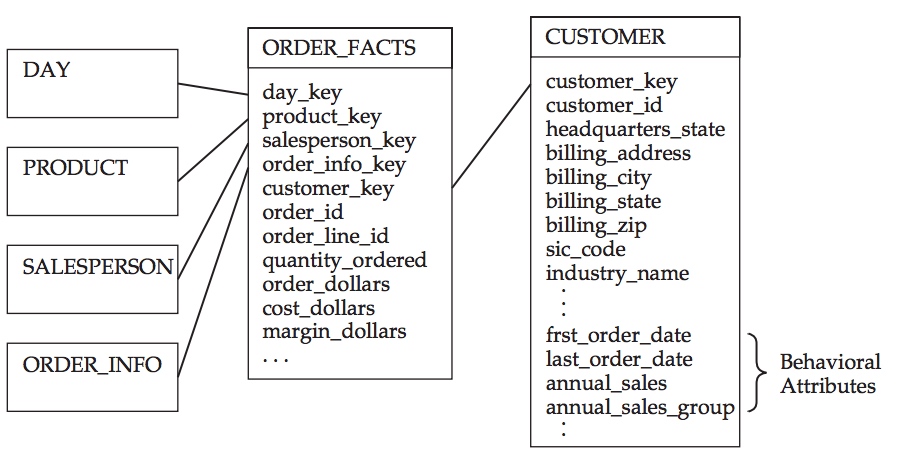 DAY
PRODUCT
SALESPERSON
ORDER_INFO
ORDER_FACTS
day_key
product_key
salesperson_key
order_info_key
customer_key
order_id
order_line_id
quantity_ordered
order_dollars
cost_dollars
margin_dollars
. . .
CUSTOMER
customer_key
customer_id
headquarters_state
billing_address
billing_city
billing_state
billing_zip
sic_code
industry_name
.
.
.
frst_order_date
last_order_date
annual_sales
annual_sales_group
.
.
Behavioral
Attributes